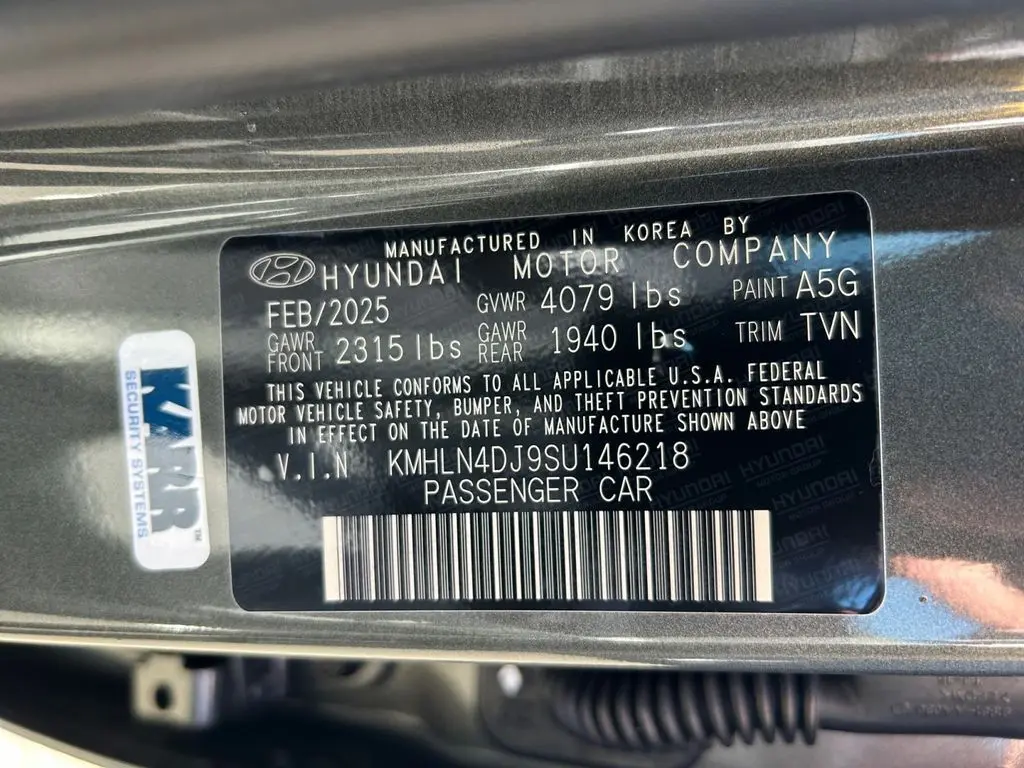 MANUFACTURED IN KOREA BY
HYUNDAI MOTOR COMPANY
FEB/2025 GVWR 4079 lbs PAINT A5G
GAWR FRONT 2315 lbs GAWR REAR 1940 lbs TRIM TVN
THIS VEHICLE CONFORMS TO ALL APPLICABLE U.S.A. FEDERAL
MOTOR VEHICLE SAFETY, BUMPER, AND THEFT PREVENTION STANDARDS
IN EFFECT ON THE DATE OF MANUFACTURE SHOWN ABOVE
V.I.N KMHLN4DJ9SU146218
PASSENGER CAR
KARR™
SECURITY SYSTEMS